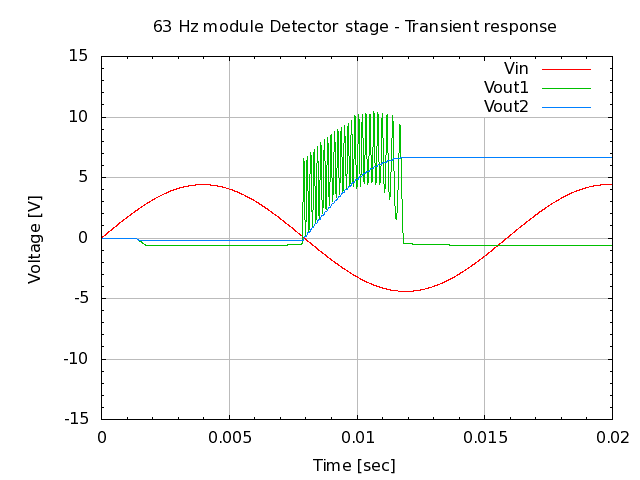 63 Hz module Detector stage - Transient response
Vin
Vout1
Vout2
15
10
5
0
-5
-10
-15
Voltage [V]
0 0.005 0.01 0.015 0.02
Time [sec]